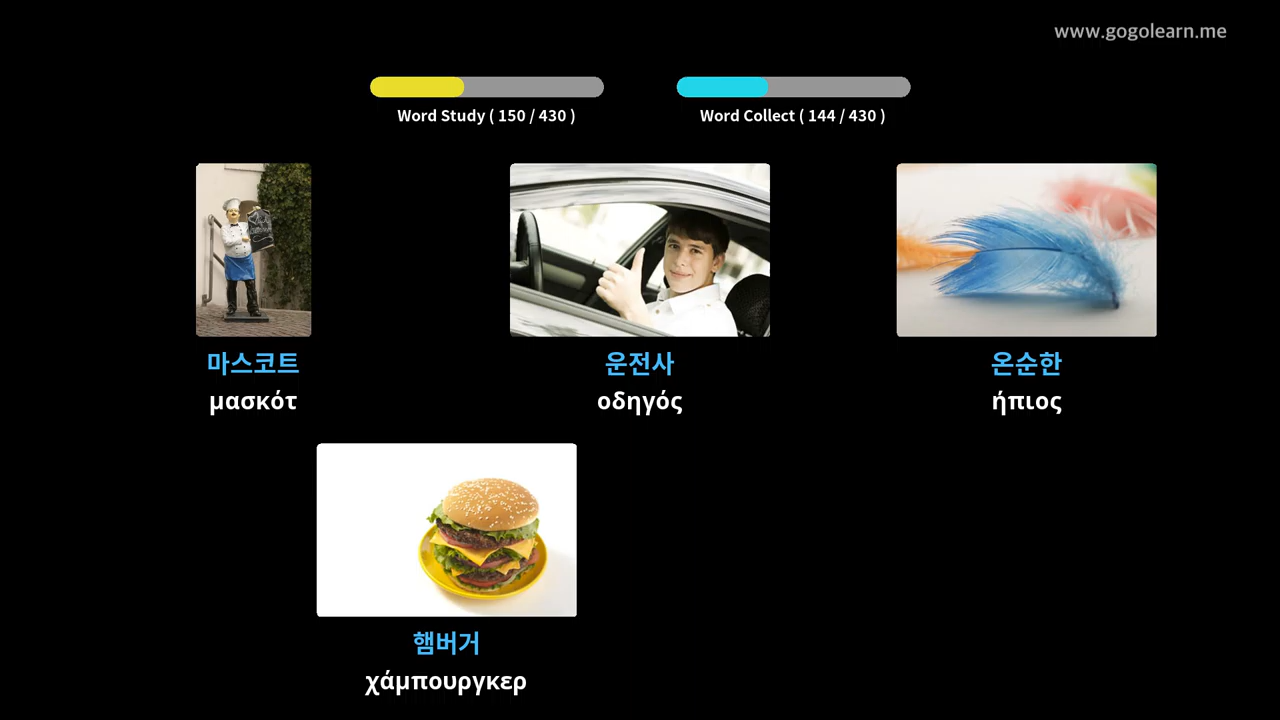 www.gogolearn.me
Word Study ( 150 / 430 )
Word Collect ( 144 / 430 )
마스코트
μασκότ
운전사
οδηγός
온순한
ήπιος
햄버거
χάμπουργκερ